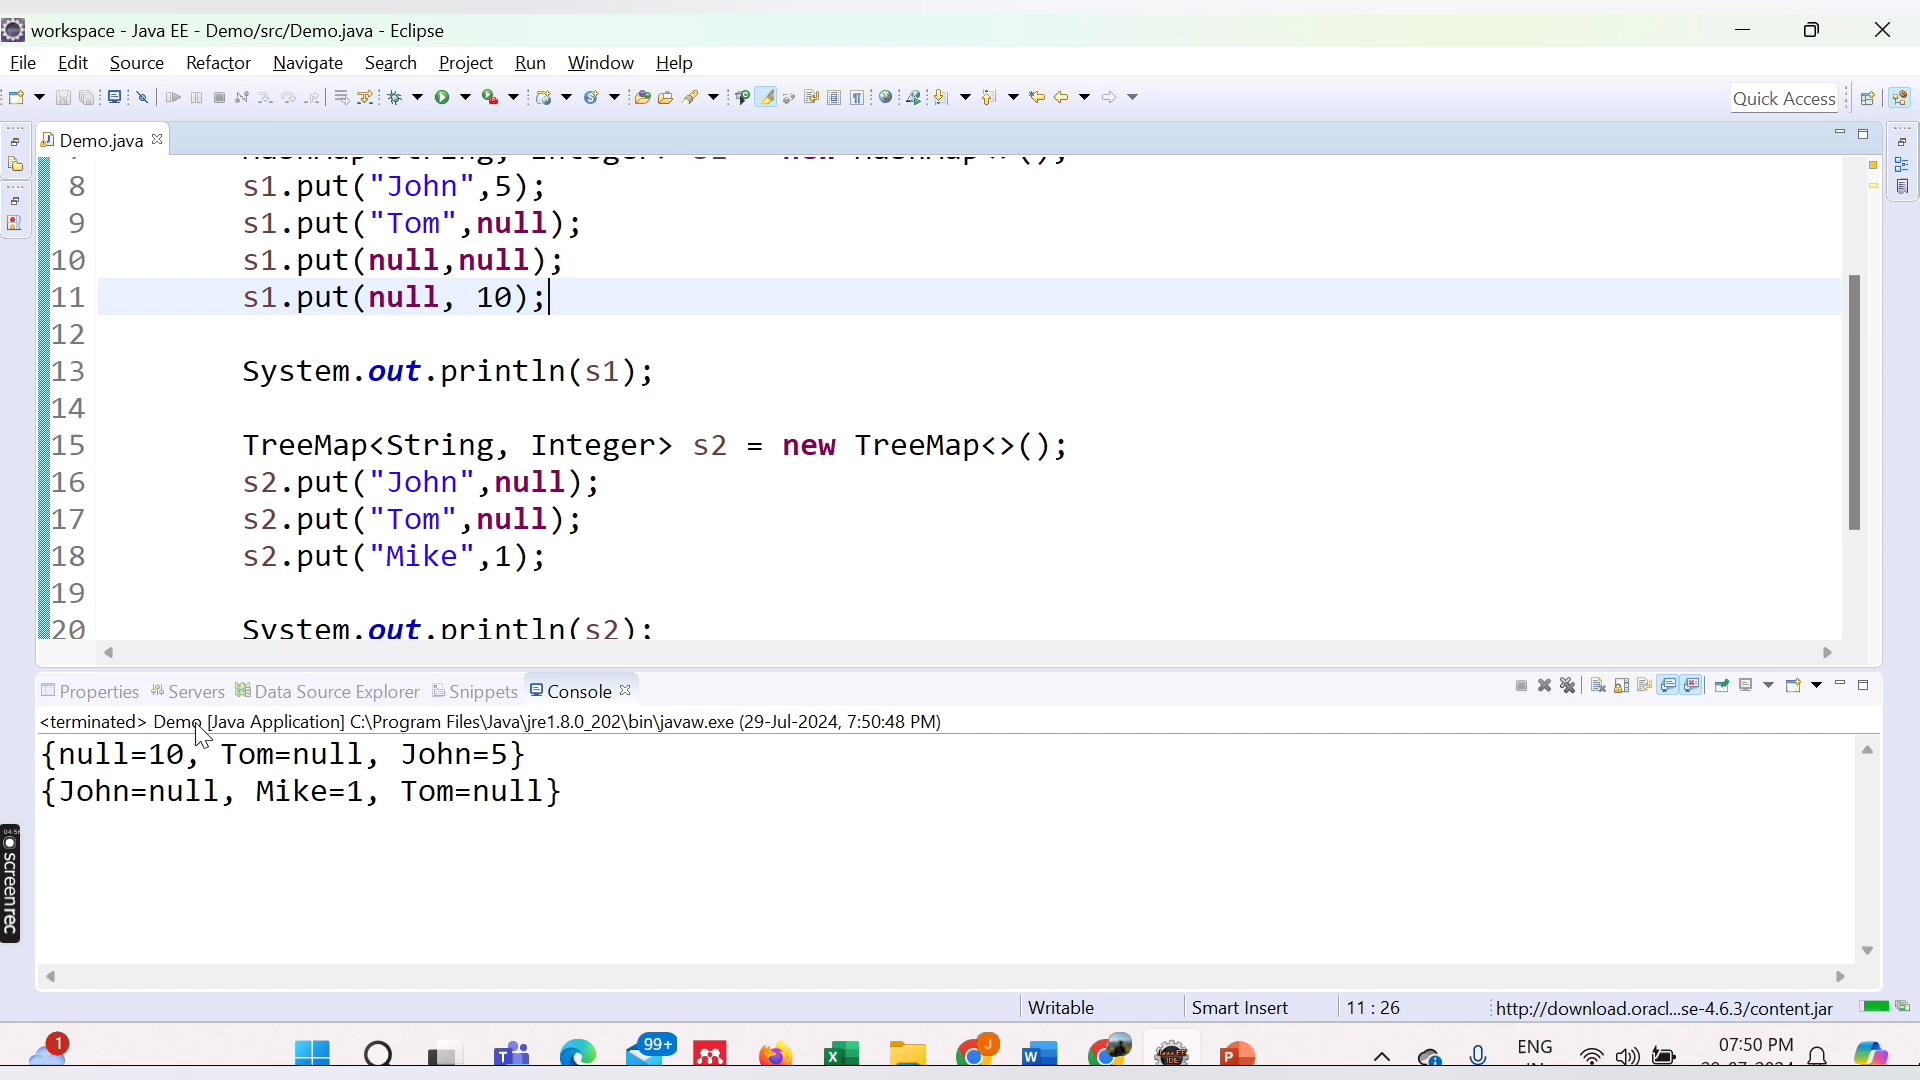 workspace - Java EE - Demo/src/Demo.java - Eclipse
File Edit Source Refactor Navigate Search Project Run Window Help
Quick Access
Demo.java
8 s1.put("John",5);
9 s1.put("Tom",null);
10 s1.put(null,null);
11 s1.put(null, 10);
12
13 System.out.println(s1);
14
15 TreeMap<String, Integer> s2 = new TreeMap<>();
16 s2.put("John",null);
17 s2.put("Tom",null);
18 s2.put("Mike",1);
19
20 System.out.println(s2);
Properties Servers Data Source Explorer Snippets Console
<terminated> Demo [Java Application] C:\Program Files\Java\jre1.8.0_202\bin\javaw.exe (29-Jul-2024, 7:50:48 PM)
{null=10, Tom=null, John=5}
{John=null, Mike=1, Tom=null}
screenrec
Writable Smart Insert 11 : 26 http://download.oracl...se-4.6.3/content.jar
1 99+ ENG 07:50 PM